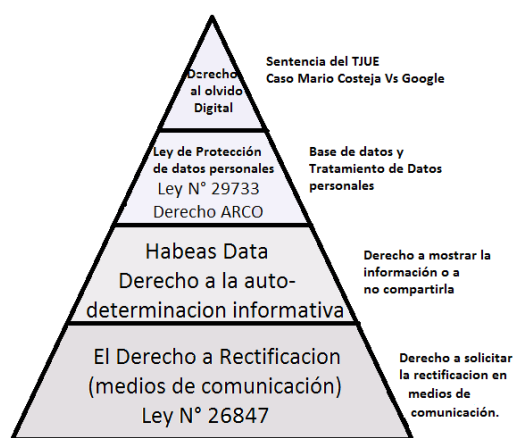 Derecho
al olvido
Digital
Sentencia del TJUE
Caso Mario Costeja Vs Google
Ley de Protección
de datos personales
Ley N° 29733
Derecho ARCO
Base de datos y
Tratamiento de Datos
personales
Habeas Data
Derecho a la auto-
determinacion informativa
Derecho a mostrar la
información o a
no compartirla
El Derecho a Rectificacion
(medios de comunicación)
Ley N° 26847
Derecho a solicitar
la rectificacion en
medios de
comunicación.